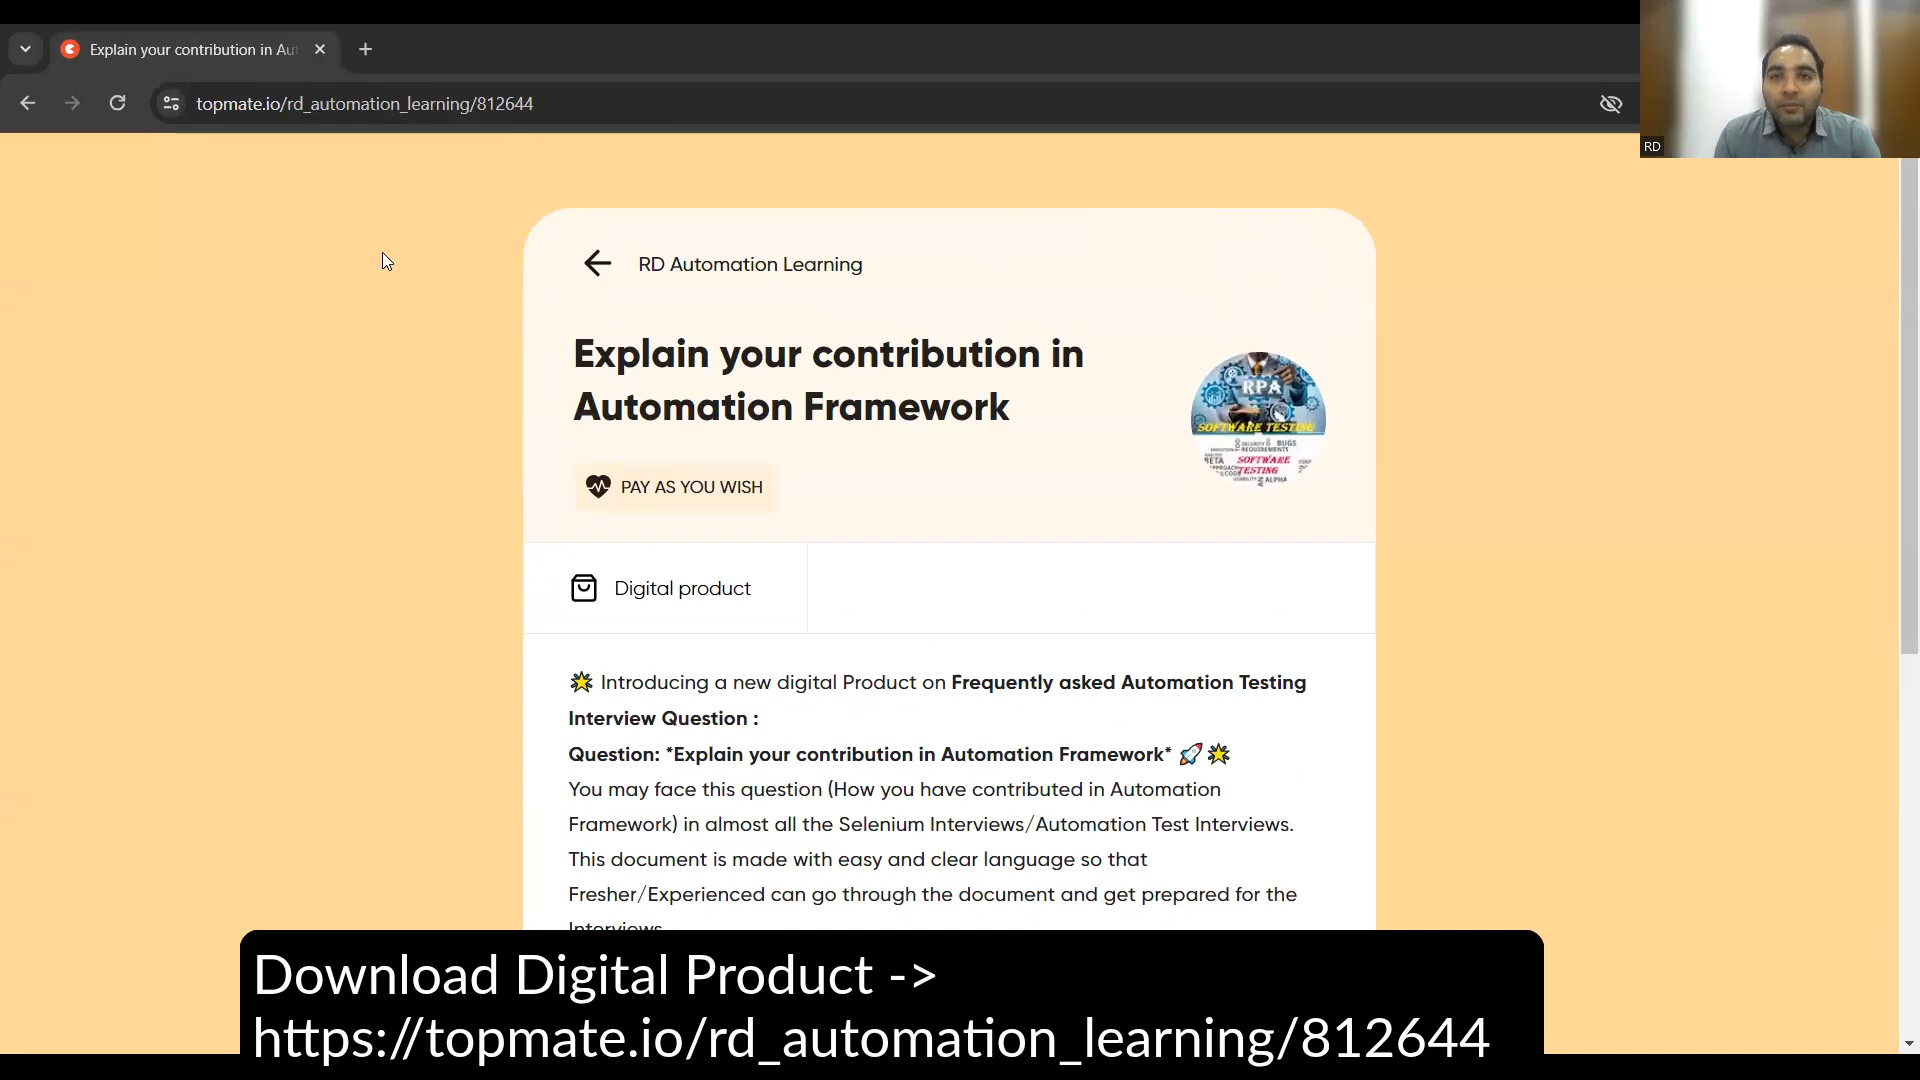 Explain your contribution in Au
topmate.io/rd_automation_learning/812644
RD
RD Automation Learning
Explain your contribution in
Automation Framework
RPA
SOFTWARE TESTING
BUGS
REQUIREMENTS
SOFTWARE
TESTING
ALPHA
PAY AS YOU WISH
Digital product
🌟 Introducing a new digital Product on Frequently asked Automation Testing
Interview Question :
Question: *Explain your contribution in Automation Framework* 🚀🌟
You may face this question (How you have contributed in Automation
Framework) in almost all the Selenium Interviews/Automation Test Interviews.
This document is made with easy and clear language so that
Fresher/Experienced can go through the document and get prepared for the
Interviews
Download Digital Product ->
https://topmate.io/rd_automation_learning/812644